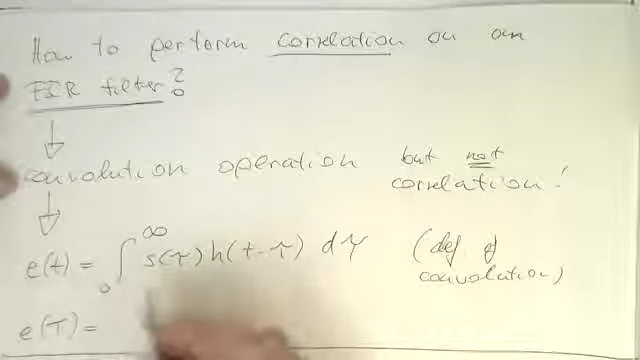 How to perform correlation on an
FIR filter?
convolution operation but not
correlation!
e(t) = ∫₀^∞ s(τ)h(t-τ) dτ (def of
convolution)
e(T) =